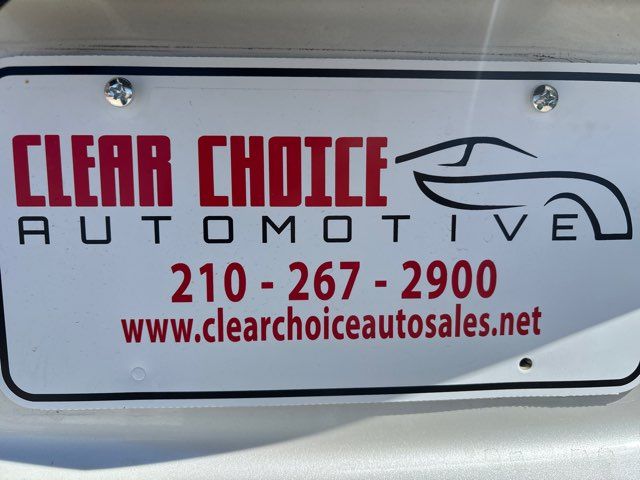 CLEAR CHOICE
AUTOMOTIVE
210 - 267 - 2900
www.clearchoiceautosales.net